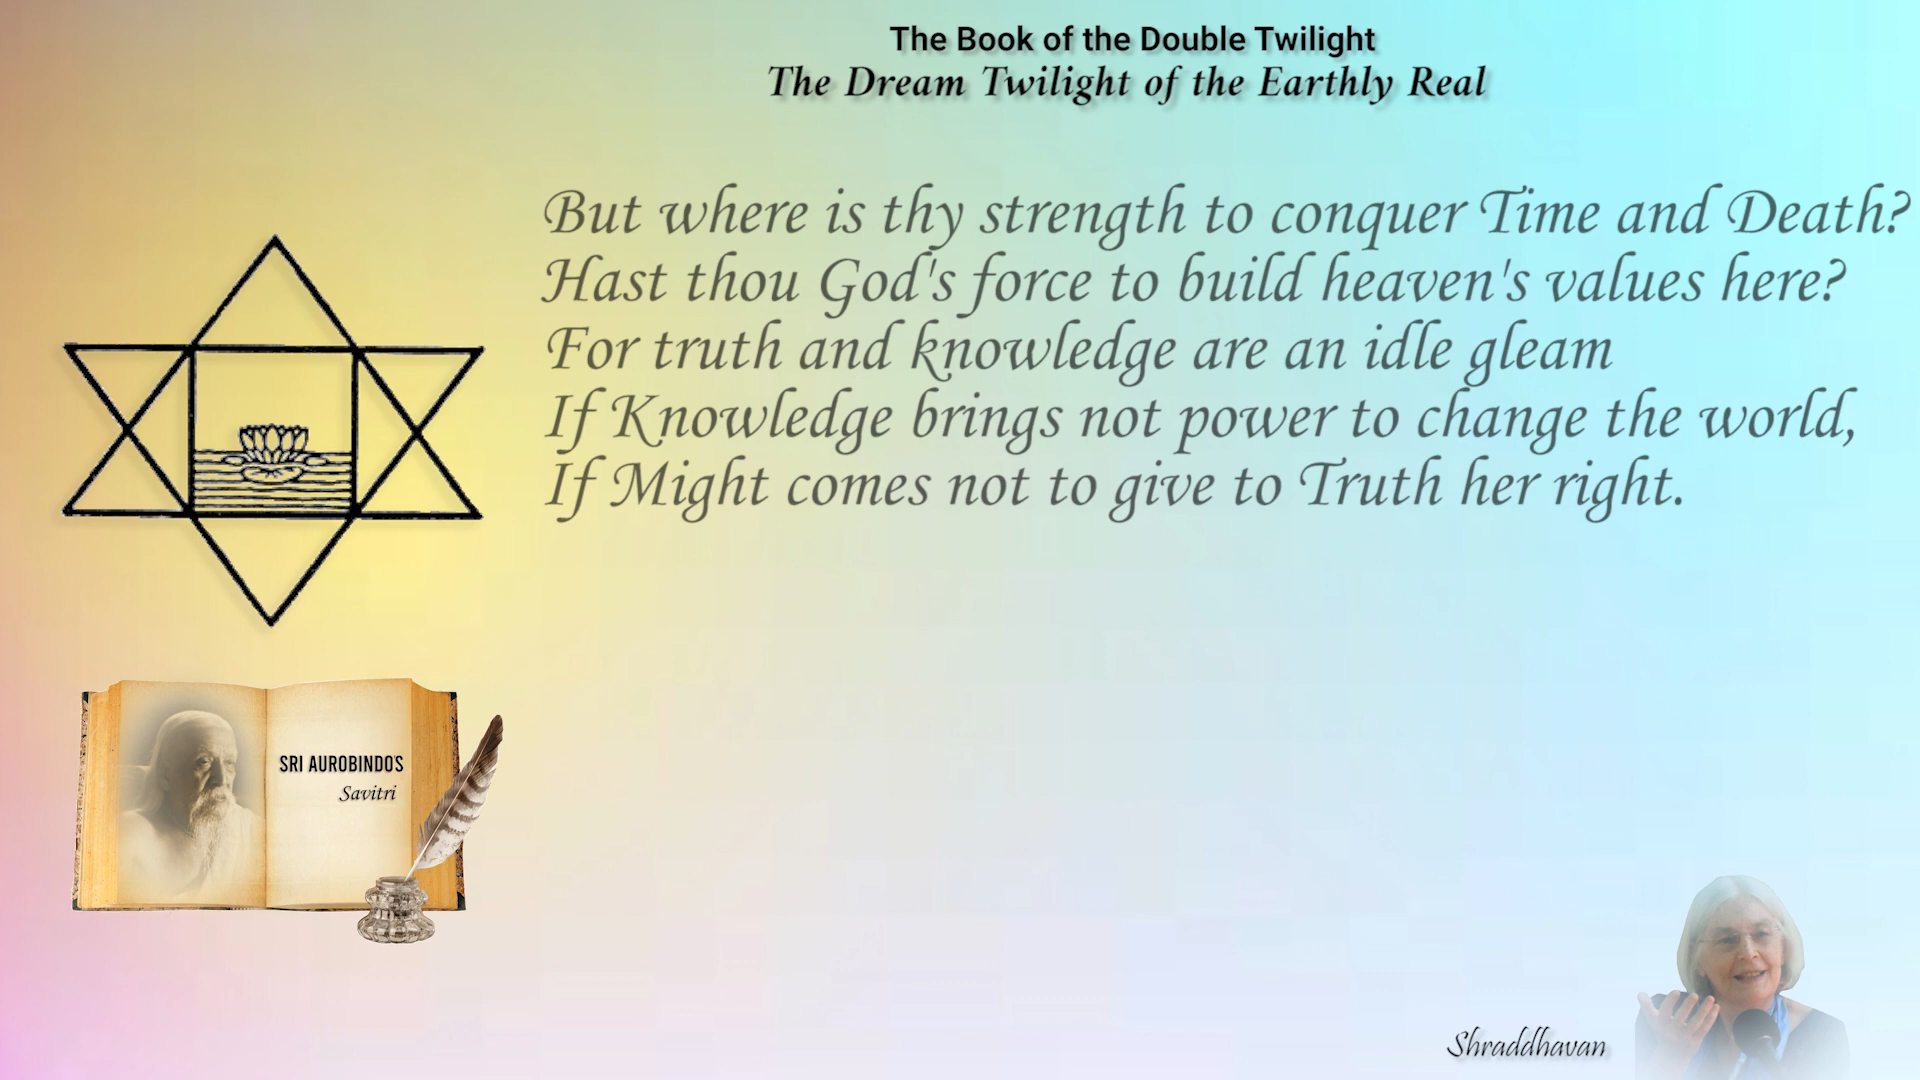 The Book of the Double Twilight
The Dream Twilight of the Earthly Real
But where is thy strength to conquer Time and Death?
Hast thou God's force to build heaven's values here?
For truth and knowledge are an idle gleam
If Knowledge brings not power to change the world,
If Might comes not to give to Truth her right.
SRI AUROBINDO'S
Savitri
Shraddhavan